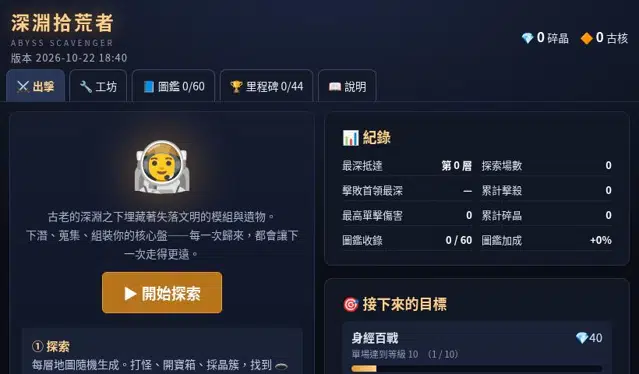 深淵拾荒者
ABYSS SCAVENGER
版本 2026-10-22 18:40
0 碎晶 0 古核
出擊 工坊 圖鑑 0/60 里程碑 0/44 說明
古老的深淵之下埋藏著失落文明的模組與遺物。
下潛、蒐集、組裝你的核心盤——每一次歸來，都會讓下
一次走得更遠。
▶ 開始探索
① 探索
每層地圖隨機生成。打怪、開寶箱、採晶簇，找到
紀錄
最深抵達 第 0 層 探索場數 0
擊敗首領最深 — 累計擊殺 0
最高單擊傷害 0 累計碎晶 0
圖鑑收錄 0 / 60 圖鑑加成 +0%
接下來的目標
身經百戰 40
單場達到等級 10 （1 / 10）